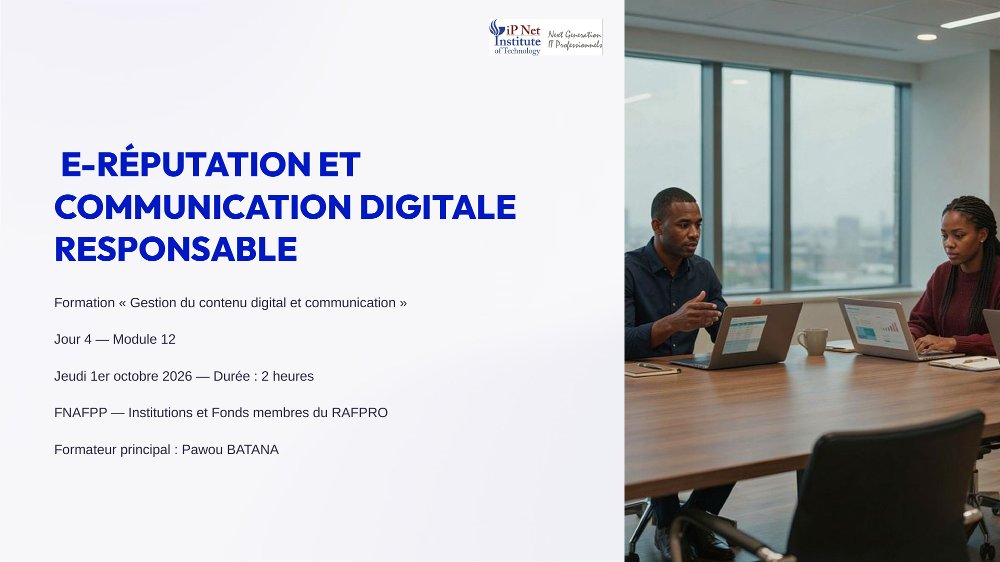 iP Net
Institute
of Technology
Next Generation
IT Professionnels
E-RÉPUTATION ET
COMMUNICATION DIGITALE
RESPONSABLE
Formation « Gestion du contenu digital et communication »
Jour 4 — Module 12
Jeudi 1er octobre 2026 — Durée : 2 heures
FNAFPP — Institutions et Fonds membres du RAFPRO
Formateur principal : Pawou BATANA